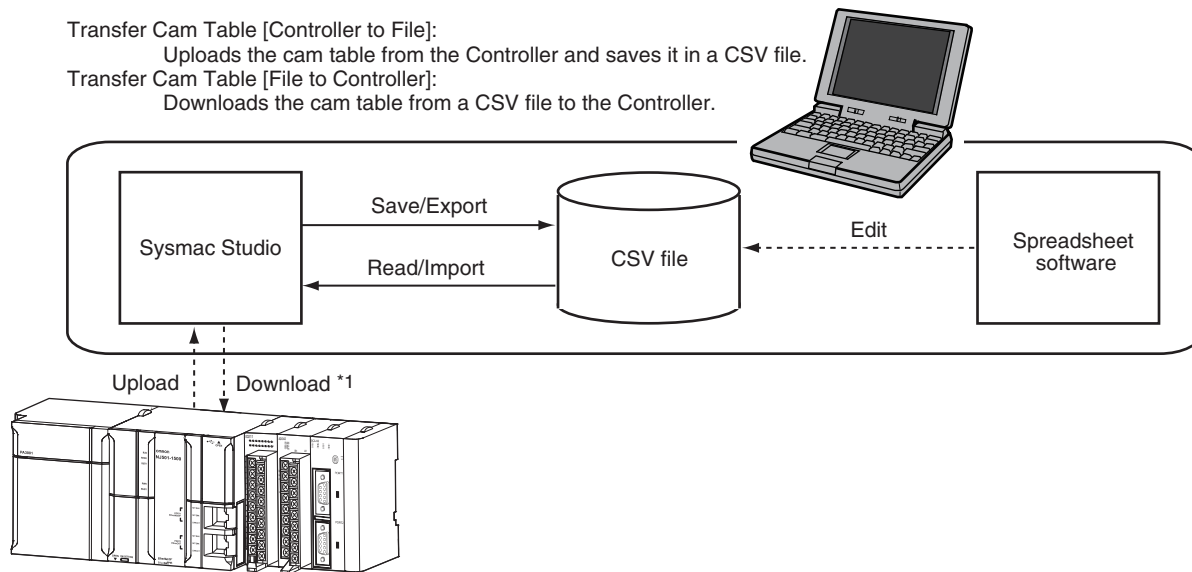 Transfer Cam Table [Controller to File]:
Uploads the cam table from the Controller and saves it in a CSV file.
Transfer Cam Table [File to Controller]:
Downloads the cam table from a CSV file to the Controller.
Sysmac Studio
Save/Export
Read/Import
CSV file
Edit
Spreadsheet
software
Upload
Download *1
NJ501-1500